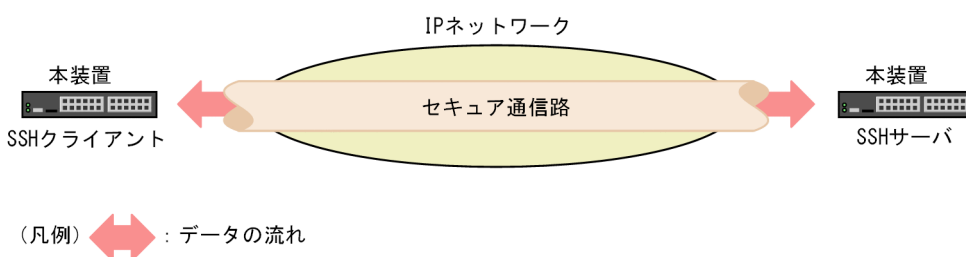 IPネットワーク
本装置
本装置
セキュア通信路
SSHクライアント
SSHサーバ
(凡例)
:データの流れ